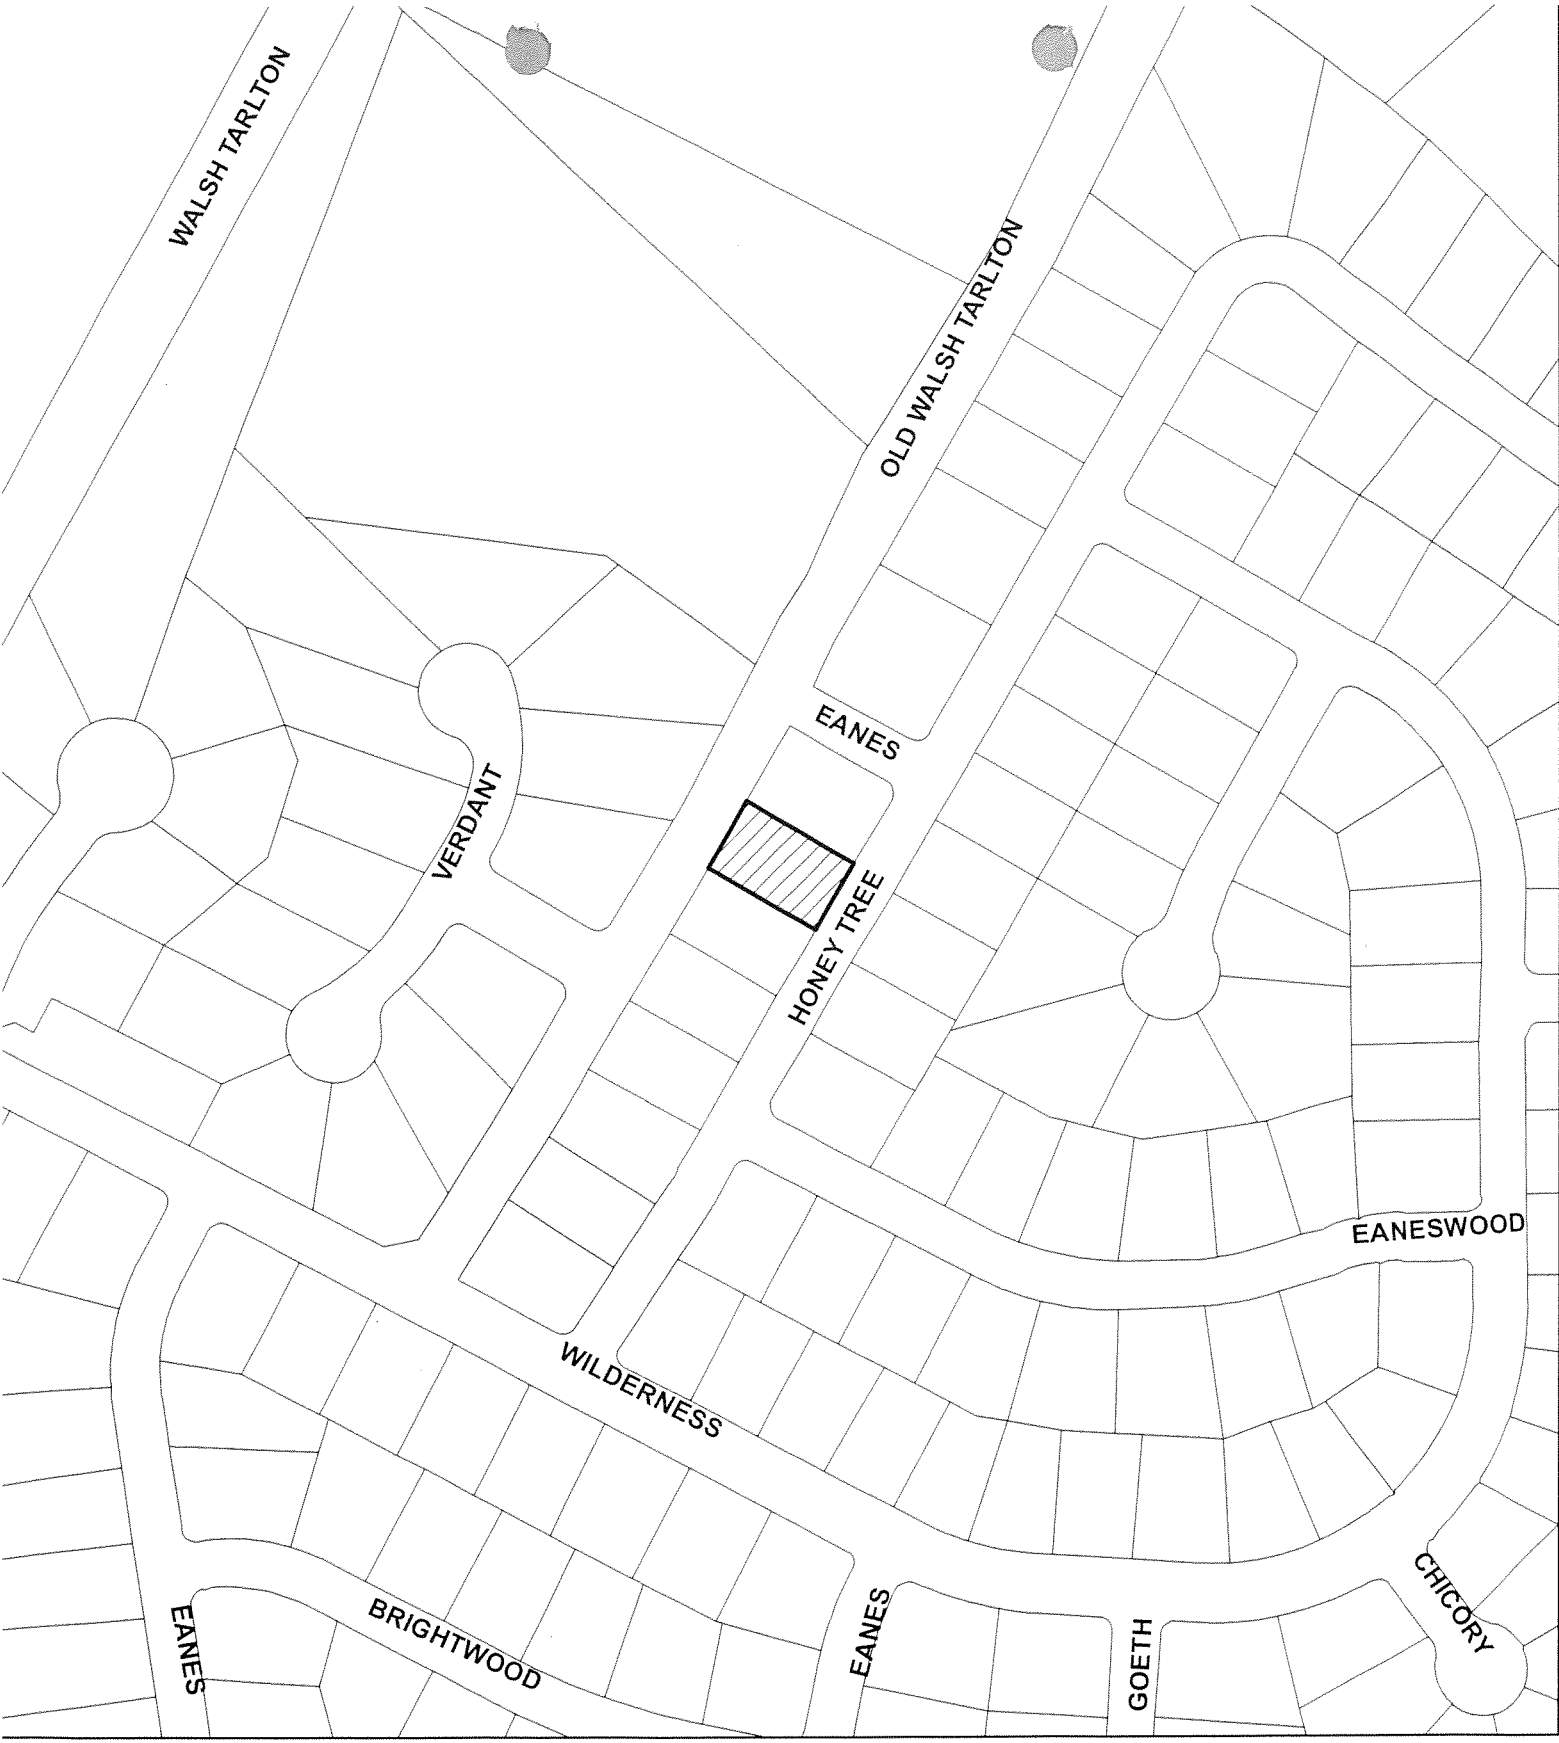 WALSH TARLTON
OLD WALSH TARLTON
EANES
VERDANT
HONEY TREE
EANESWOOD
WILDERNESS
CHICORY
EANES
BRIGHTWOOD
EANES
GOETH